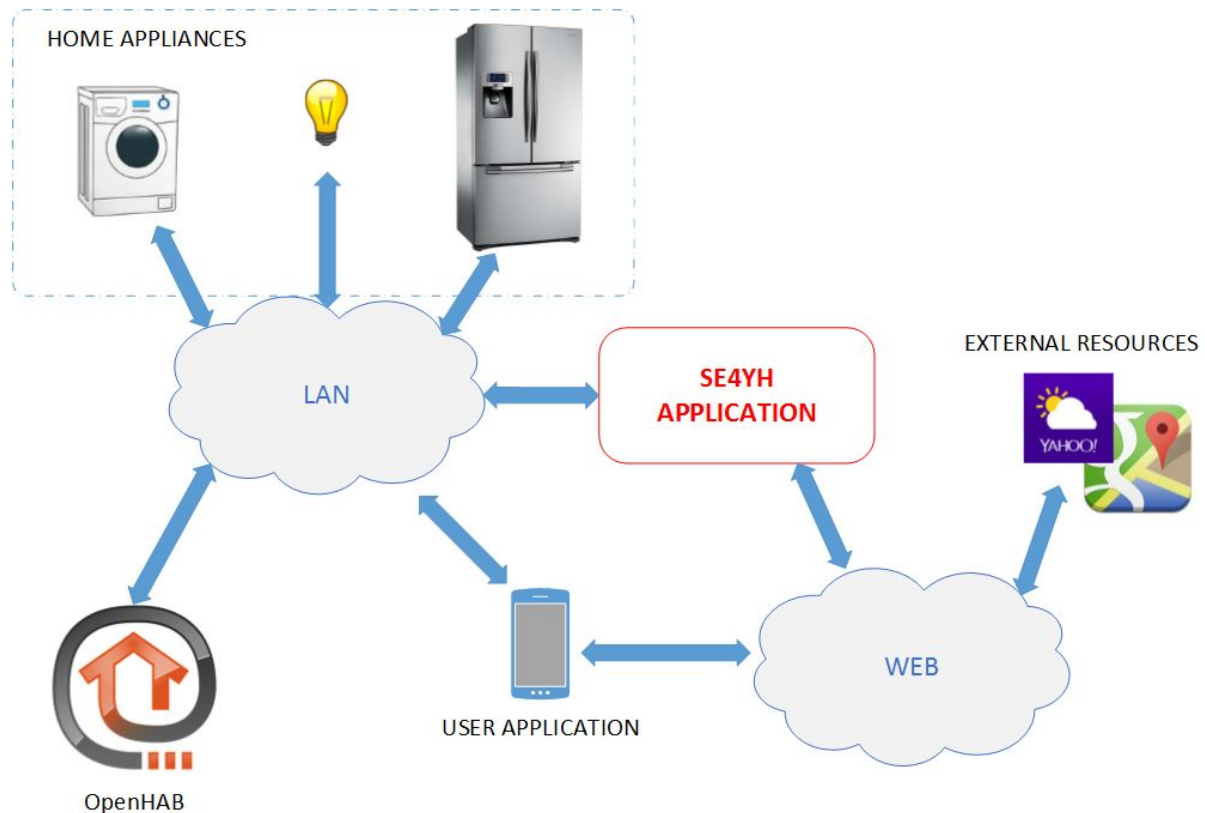 HOME APPLIANCES
LAN
SE4YH
APPLICATION
EXTERNAL RESOURCES
YAHOO!
WEB
USER APPLICATION
OpenHAB